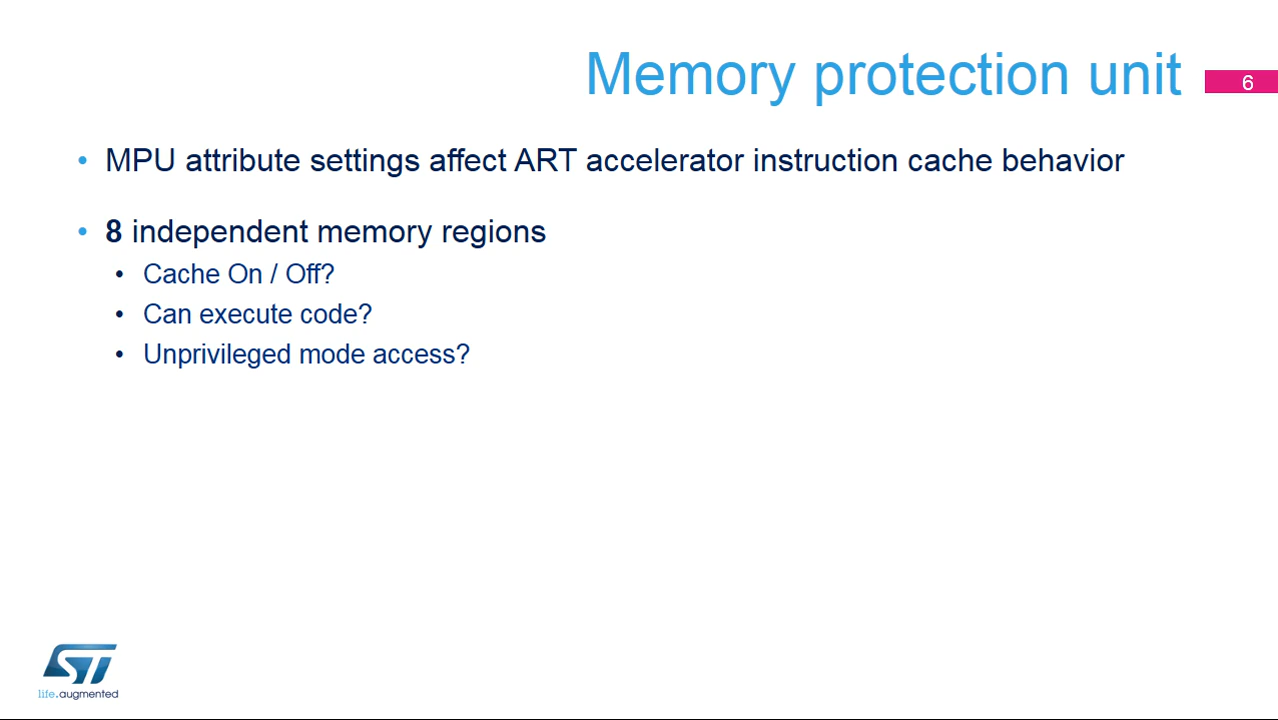 Memory protection unit
6
• MPU attribute settings affect ART accelerator instruction cache behavior
• 8 independent memory regions
• Cache On / Off?
• Can execute code?
• Unprivileged mode access?
ST
life.augmented